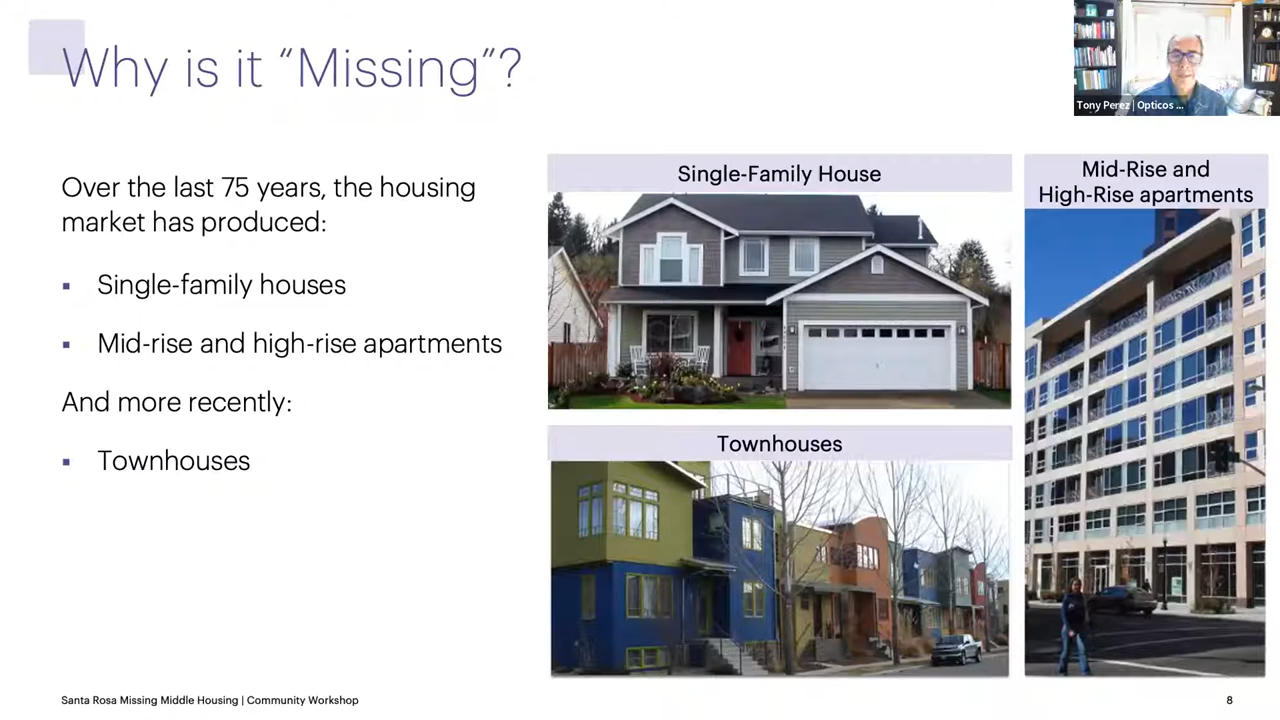 Why is it “Missing”?
Tony Perez | Opticos ...
Over the last 75 years, the housing
market has produced:
▪ Single-family houses
▪ Mid-rise and high-rise apartments
And more recently:
▪ Townhouses
Single-Family House
Townhouses
Mid-Rise and
High-Rise apartments
Santa Rosa Missing Middle Housing | Community Workshop
8